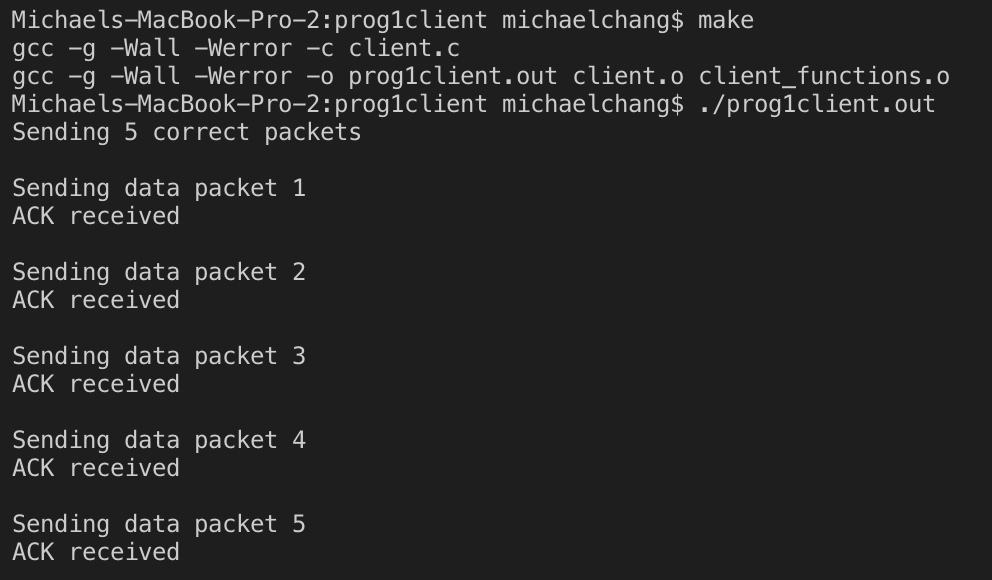 Michaels-MacBook-Pro-2:prog1client michaelchang$ make
gcc -g -Wall -Werror -c client.c
gcc -g -Wall -Werror -o prog1client.out client.o client_functions.o
Michaels-MacBook-Pro-2:prog1client michaelchang$ ./prog1client.out
Sending 5 correct packets
Sending data packet 1
ACK received
Sending data packet 2
ACK received
Sending data packet 3
ACK received
Sending data packet 4
ACK received
Sending data packet 5
ACK received